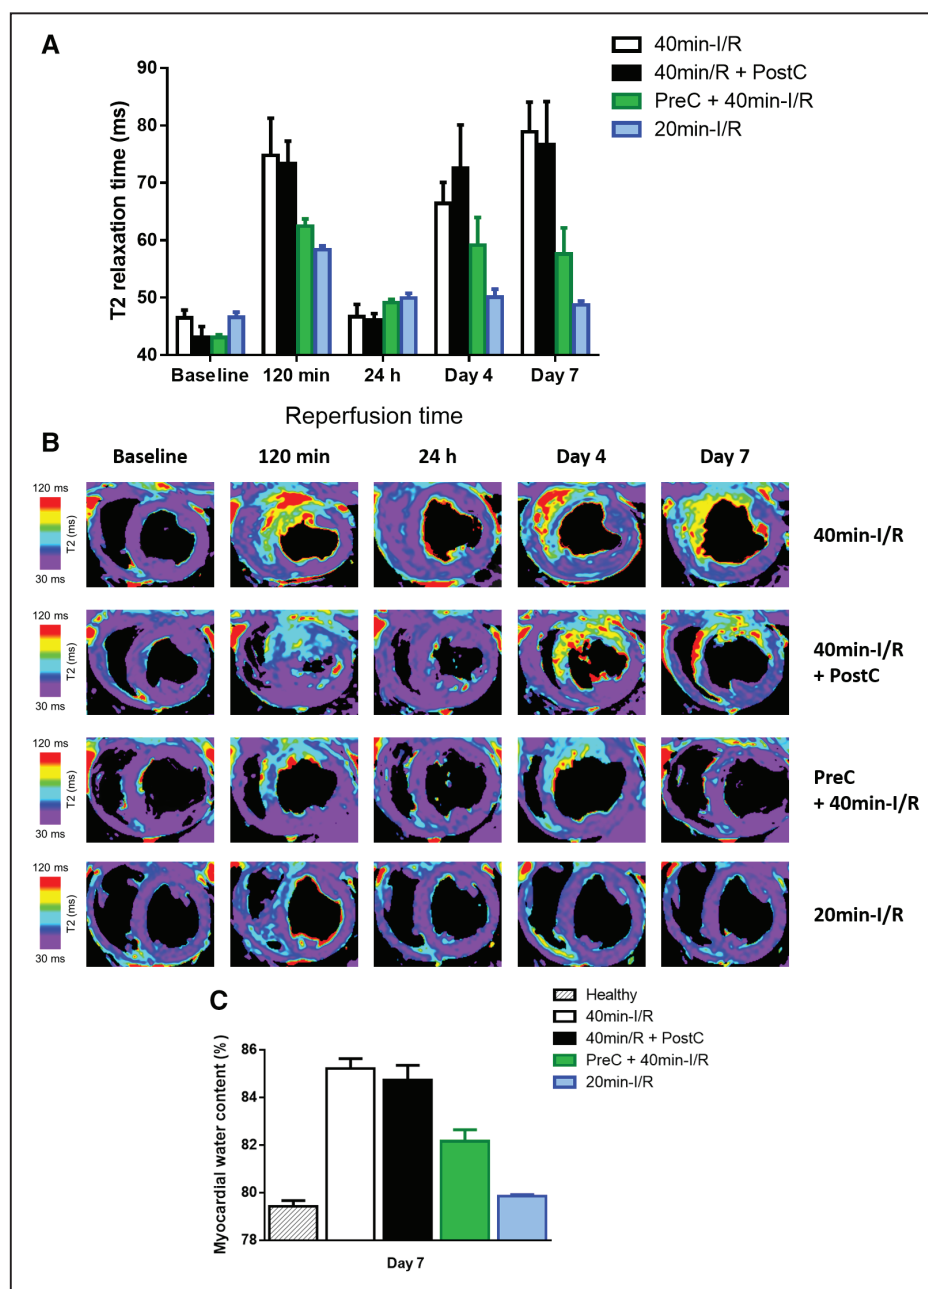 A
40min-I/R
40min/R + PostC
PreC + 40min-I/R
20min-I/R
T2 relaxation time (ms)
90
80
70
60
50
40
Baseline
120 min
24 h
Day 4
Day 7
Reperfusion time
B
Baseline
120 min
24 h
Day 4
Day 7
120 ms
T2 (ms)
30 ms
40min-I/R
120 ms
T2 (ms)
30 ms
40min-I/R
+ PostC
120 ms
T2 (ms)
30 ms
PreC
+ 40min-I/R
120 ms
T2 (ms)
30 ms
20min-I/R
C
Healthy
40min-I/R
40min/R + PostC
PreC + 40min-I/R
20min-I/R
Myocardial water content (%)
86
84
82
80
78
Day 7